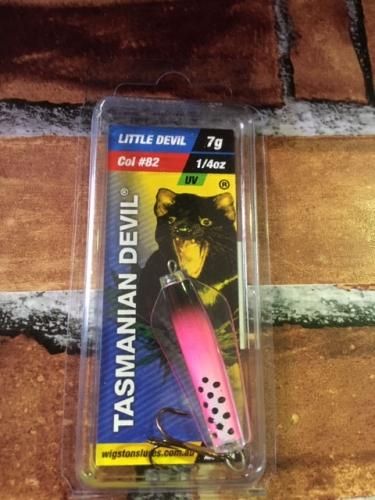 LITTLE DEVIL 7g
Col #82 1/4oz
UV
®
TASMANIAN DEVIL®
wigstonslures.com.au